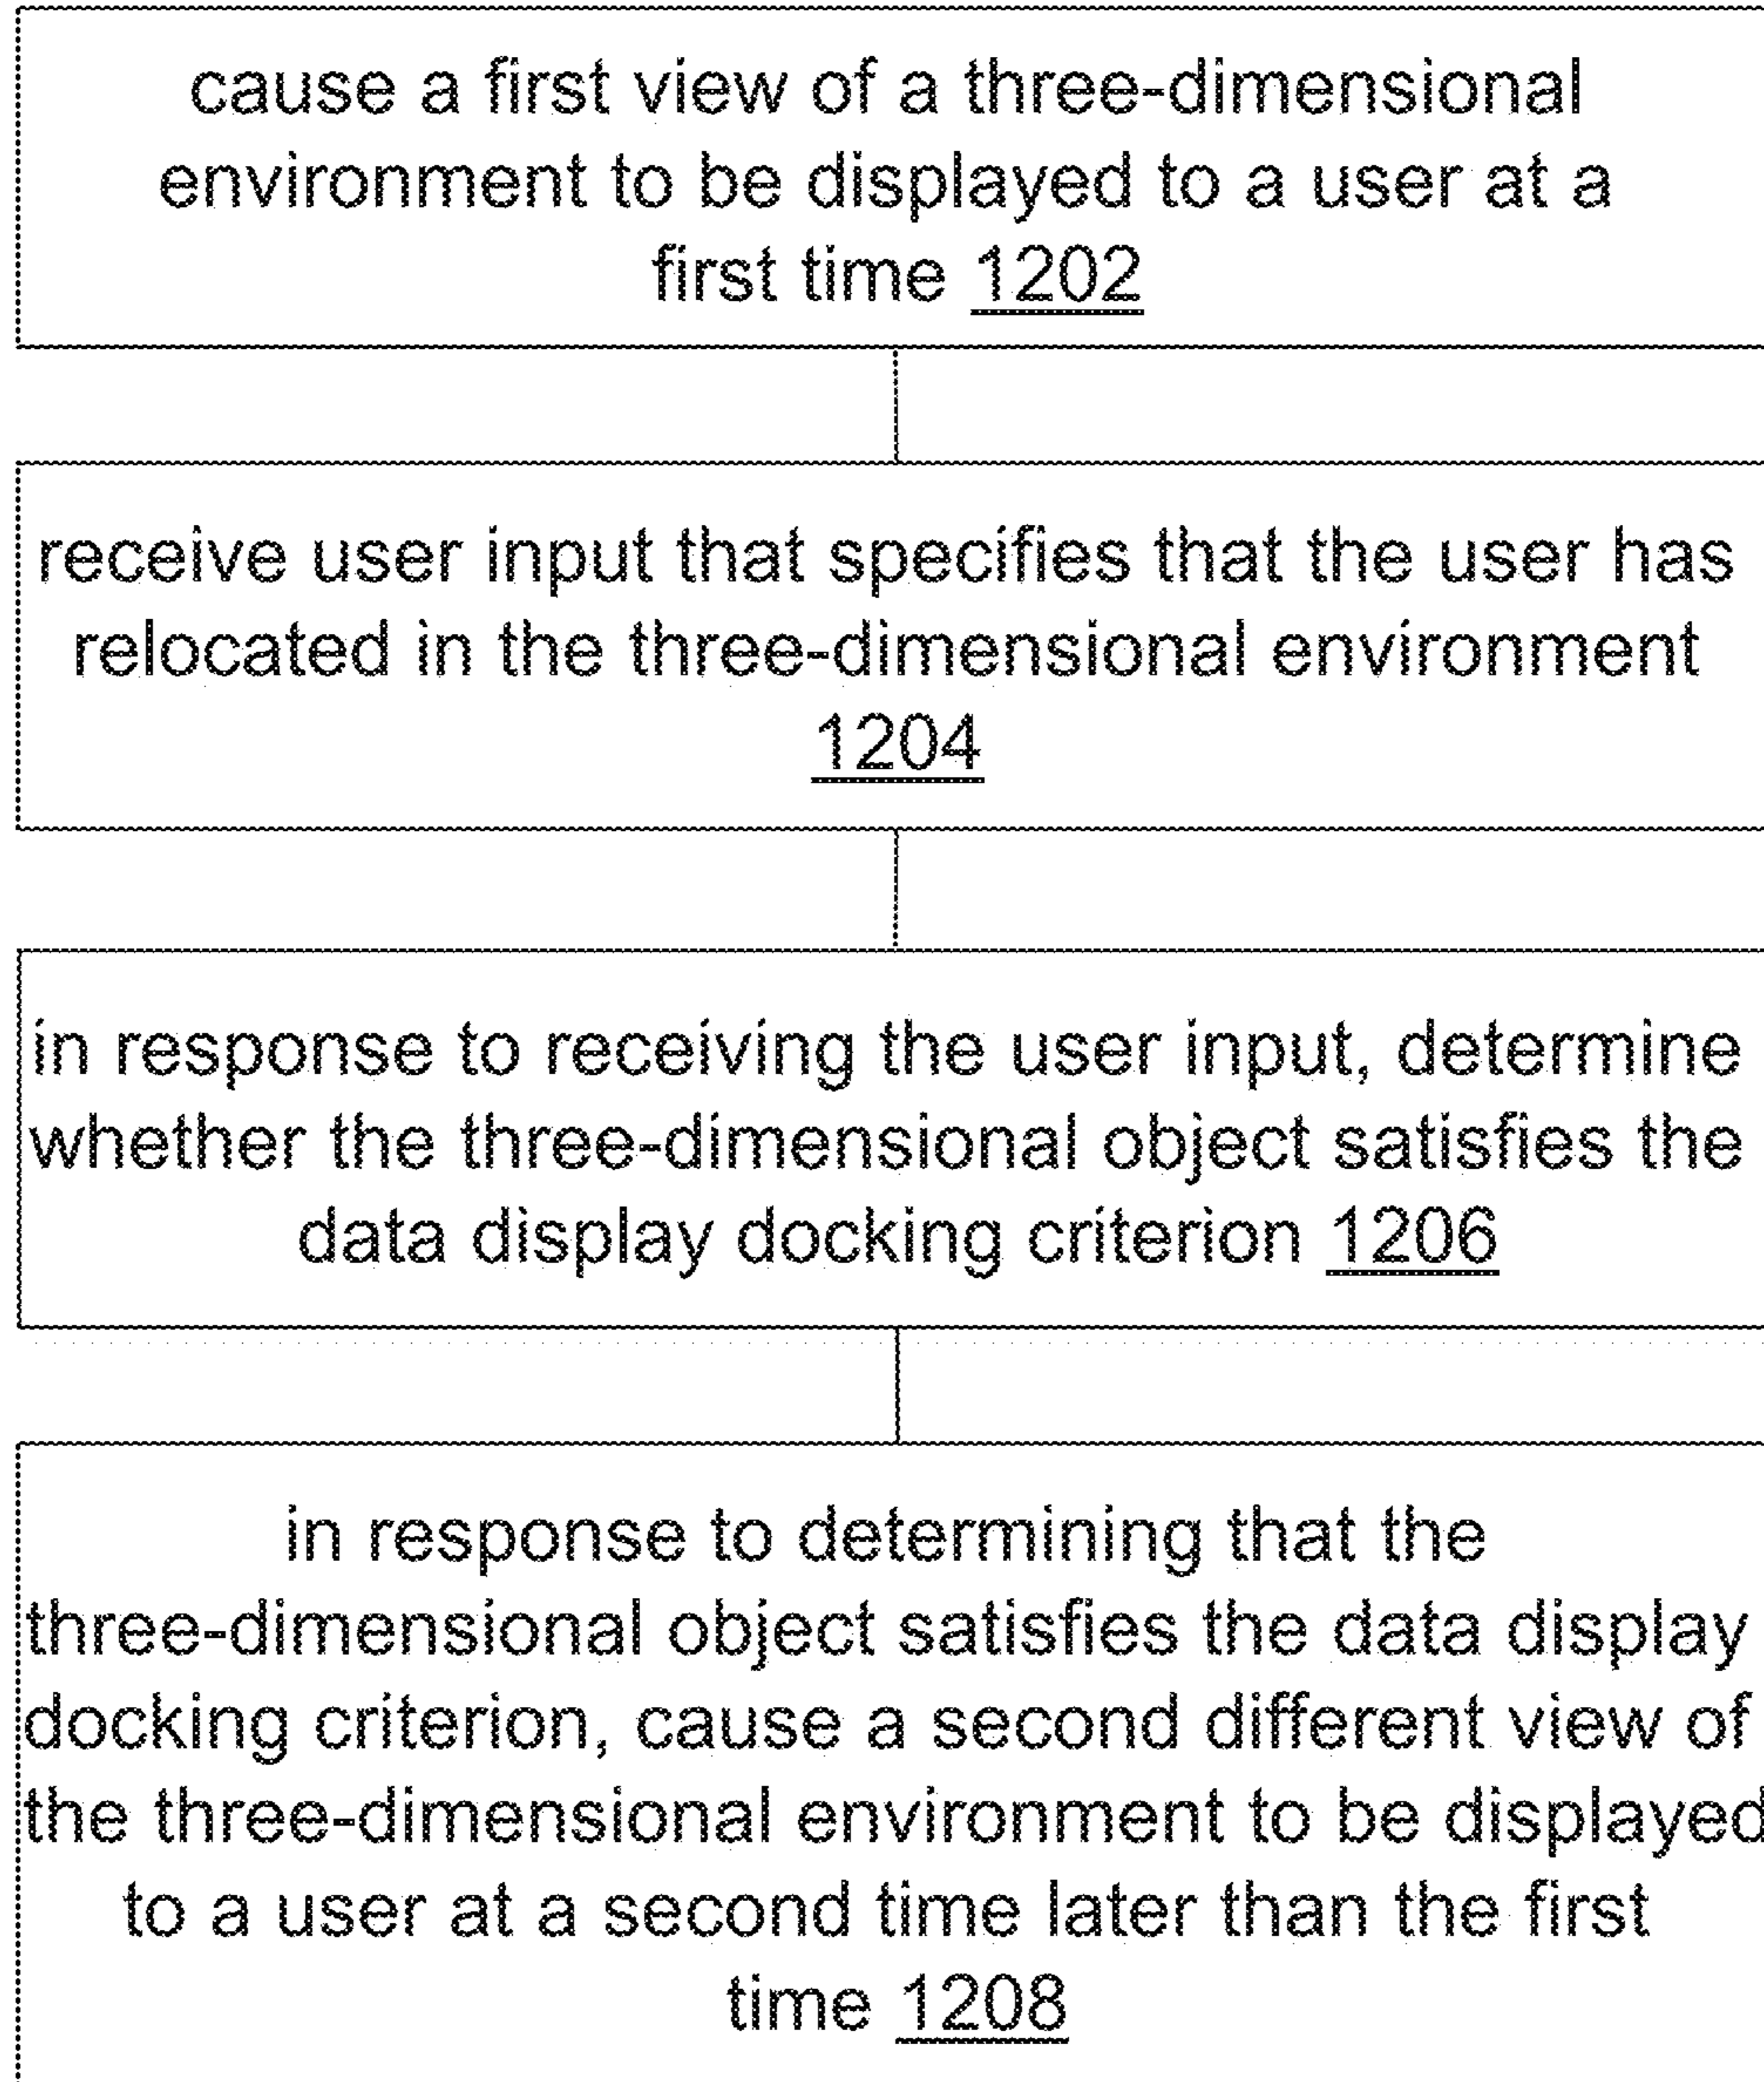 cause a first view of a three-dimensional
environment to be displayed to a user at a
first time 1202
receive user input that specifies that the user has
relocated in the three-dimensional environment
1204
in response to receiving the user input, determine
whether the three-dimensional object satisfies the
data display docking criterion 1206
in response to determining that the
three-dimensional object satisfies the data display
docking criterion, cause a second different view of
the three-dimensional environment to be displayed
to a user at a second time later than the first
time 1208